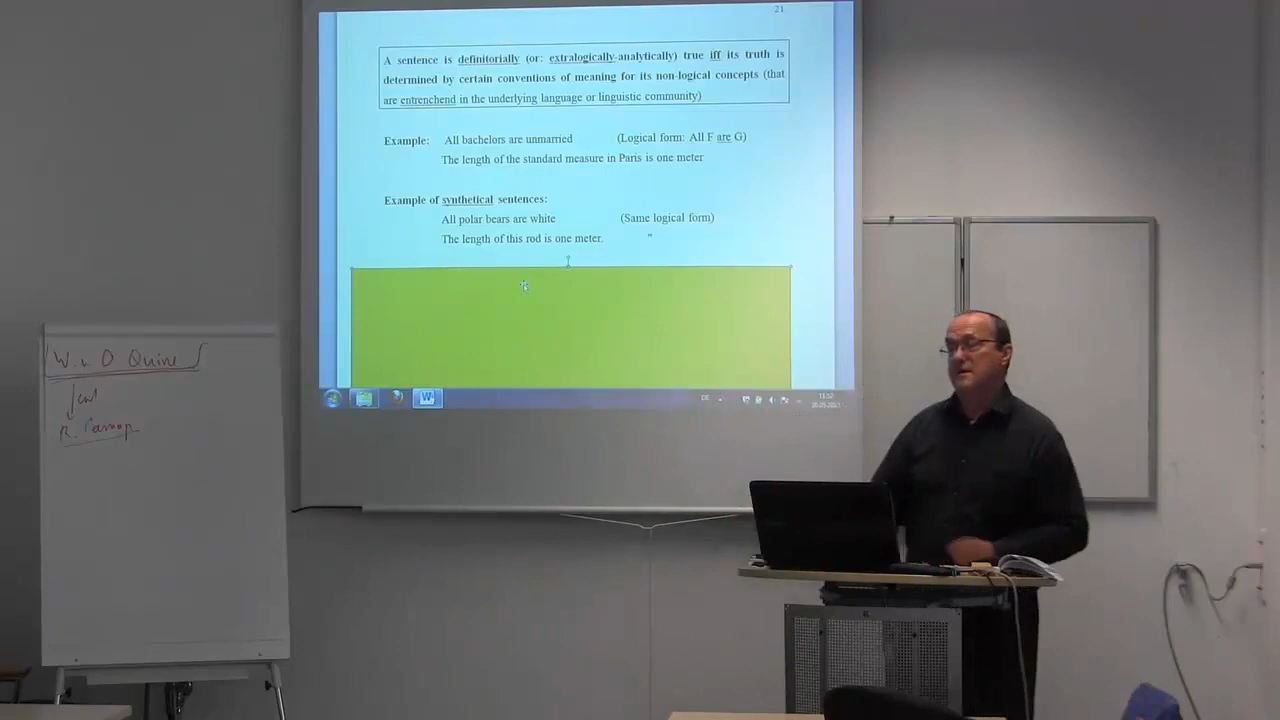 21
A sentence is definitorially (or: extralogically-analytically) true iff its truth is
determined by certain conventions of meaning for its non-logical concepts (that
are entrenchend in the underlying language or linguistic community)
Example: All bachelors are unmarried (Logical form: All F are G)
The length of the standard measure in Paris is one meter
Example of synthetical sentences:
All polar bears are white (Same logical form)
The length of this rod is one meter. "
DE
W. v. O Quine
R. Carnap